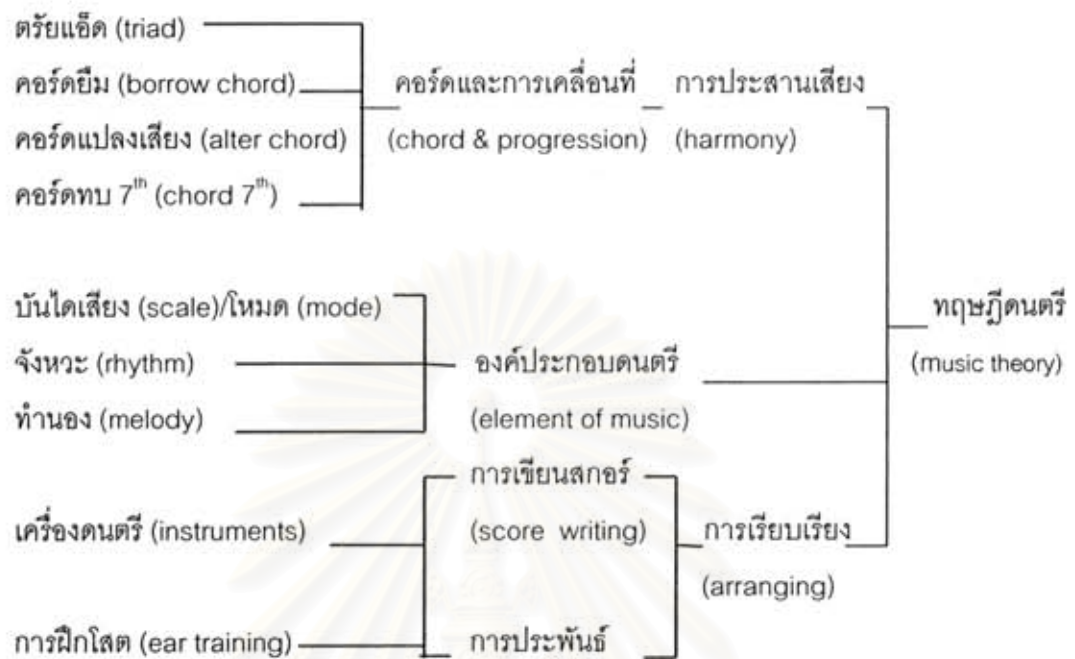 ตรัยแอ็ด (triad)
คอร์ดยืม (borrow chord) คอร์ดและการเคลื่อนที่ การประสานเสียง
คอร์ดแปลงเสียง (alter chord) (chord & progression) (harmony)
คอร์ดทบ 7th (chord 7th)
บันไดเสียง (scale)/โหมด (mode) ทฤษฎีดนตรี
จังหวะ (rhythm) องค์ประกอบดนตรี (music theory)
ทำนอง (melody) (element of music)
การเขียนสกอร์
เครื่องดนตรี (instruments) (score writing) การเรียบเรียง
(arranging)
การฝึกโสต (ear training) การประพันธ์